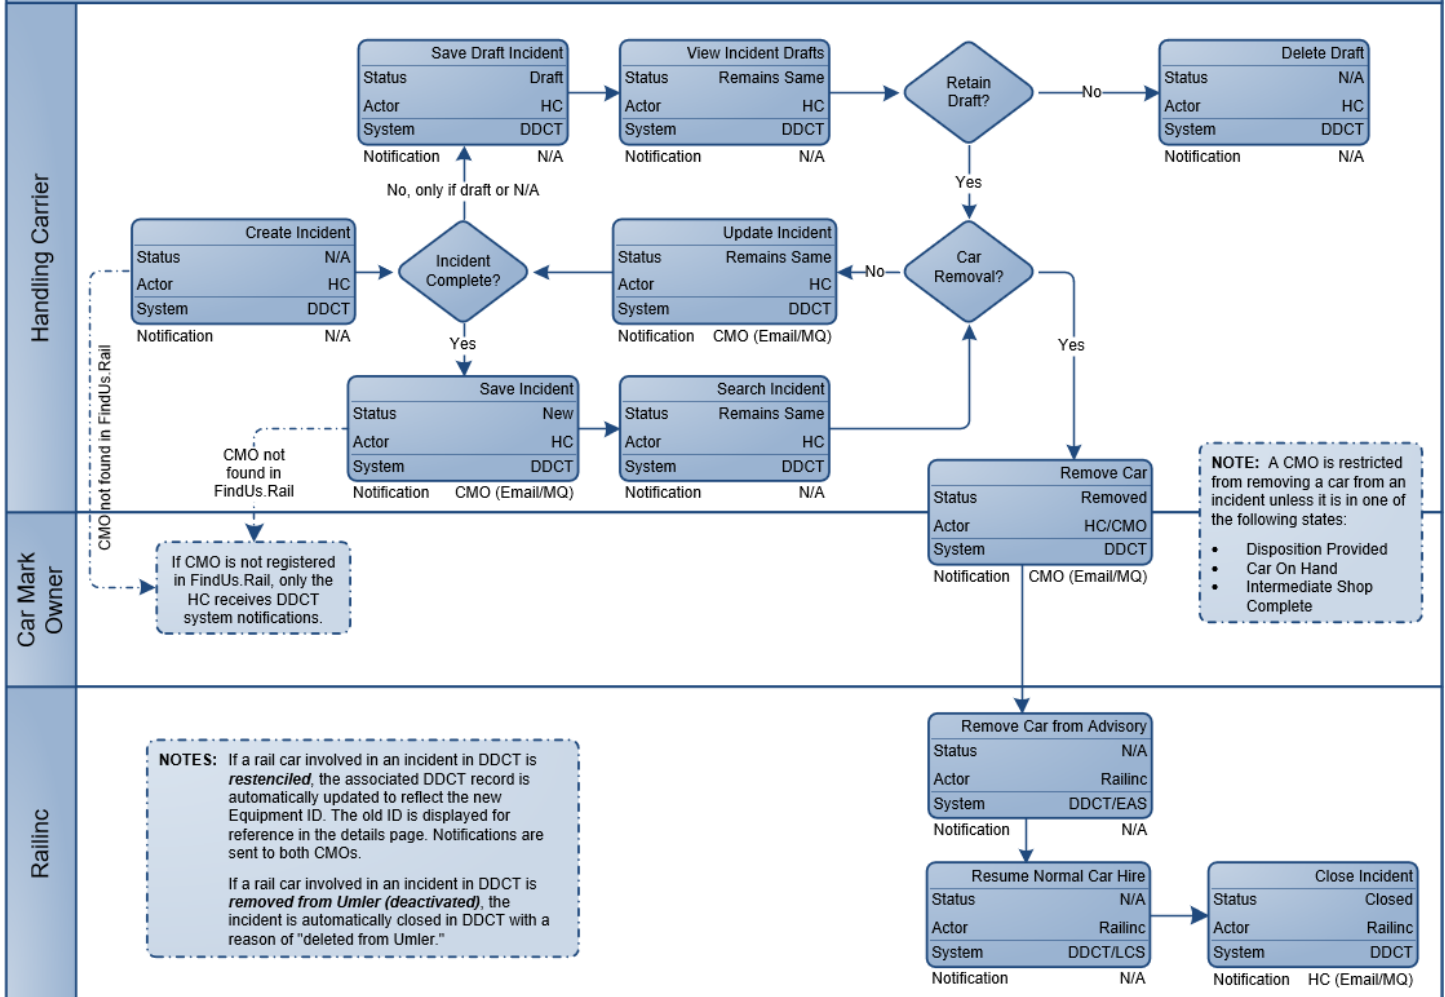 Handling Carrier
Save Draft Incident
Status Draft
Actor HC
System DDCT
Notification N/A
View Incident Drafts
Status Remains Same
Actor HC
System DDCT
Notification N/A
Retain
Draft?
No
Delete Draft
Status N/A
Actor HC
System DDCT
Notification N/A
No, only if draft or N/A
Yes
Create Incident
Status N/A
Actor HC
System DDCT
Notification N/A
Incident
Complete?
Update Incident
Status Remains Same
Actor HC
System DDCT
Notification CMO (Email/MQ)
No
Car
Removal?
Yes
Yes
CMO not found in FindUs.Rail
Save Incident
Status New
Actor HC
System DDCT
Notification CMO (Email/MQ)
Search Incident
Status Remains Same
Actor HC
System DDCT
Notification N/A
CMO not
found in
FindUs.Rail
Remove Car
Status Removed
Actor HC/CMO
System DDCT
Notification CMO (Email/MQ)
NOTE: A CMO is restricted
from removing a car from an
incident unless it is in one of
the following states:
• Disposition Provided
• Car On Hand
• Intermediate Shop
Complete
Car Mark
Owner
If CMO is not registered
in FindUs.Rail, only the
HC receives DDCT
system notifications.
Railinc
NOTES: If a rail car involved in an incident in DDCT is
restenciled, the associated DDCT record is
automatically updated to reflect the new
Equipment ID. The old ID is displayed for
reference in the details page. Notifications are
sent to both CMOs.
If a rail car involved in an incident in DDCT is
removed from Umler (deactivated), the
incident is automatically closed in DDCT with a
reason of "deleted from Umler."
Remove Car from Advisory
Status N/A
Actor Railinc
System DDCT/EAS
Notification N/A
Resume Normal Car Hire
Status N/A
Actor Railinc
System DDCT/LCS
Notification N/A
Close Incident
Status Closed
Actor Railinc
System DDCT
Notification HC (Email/MQ)